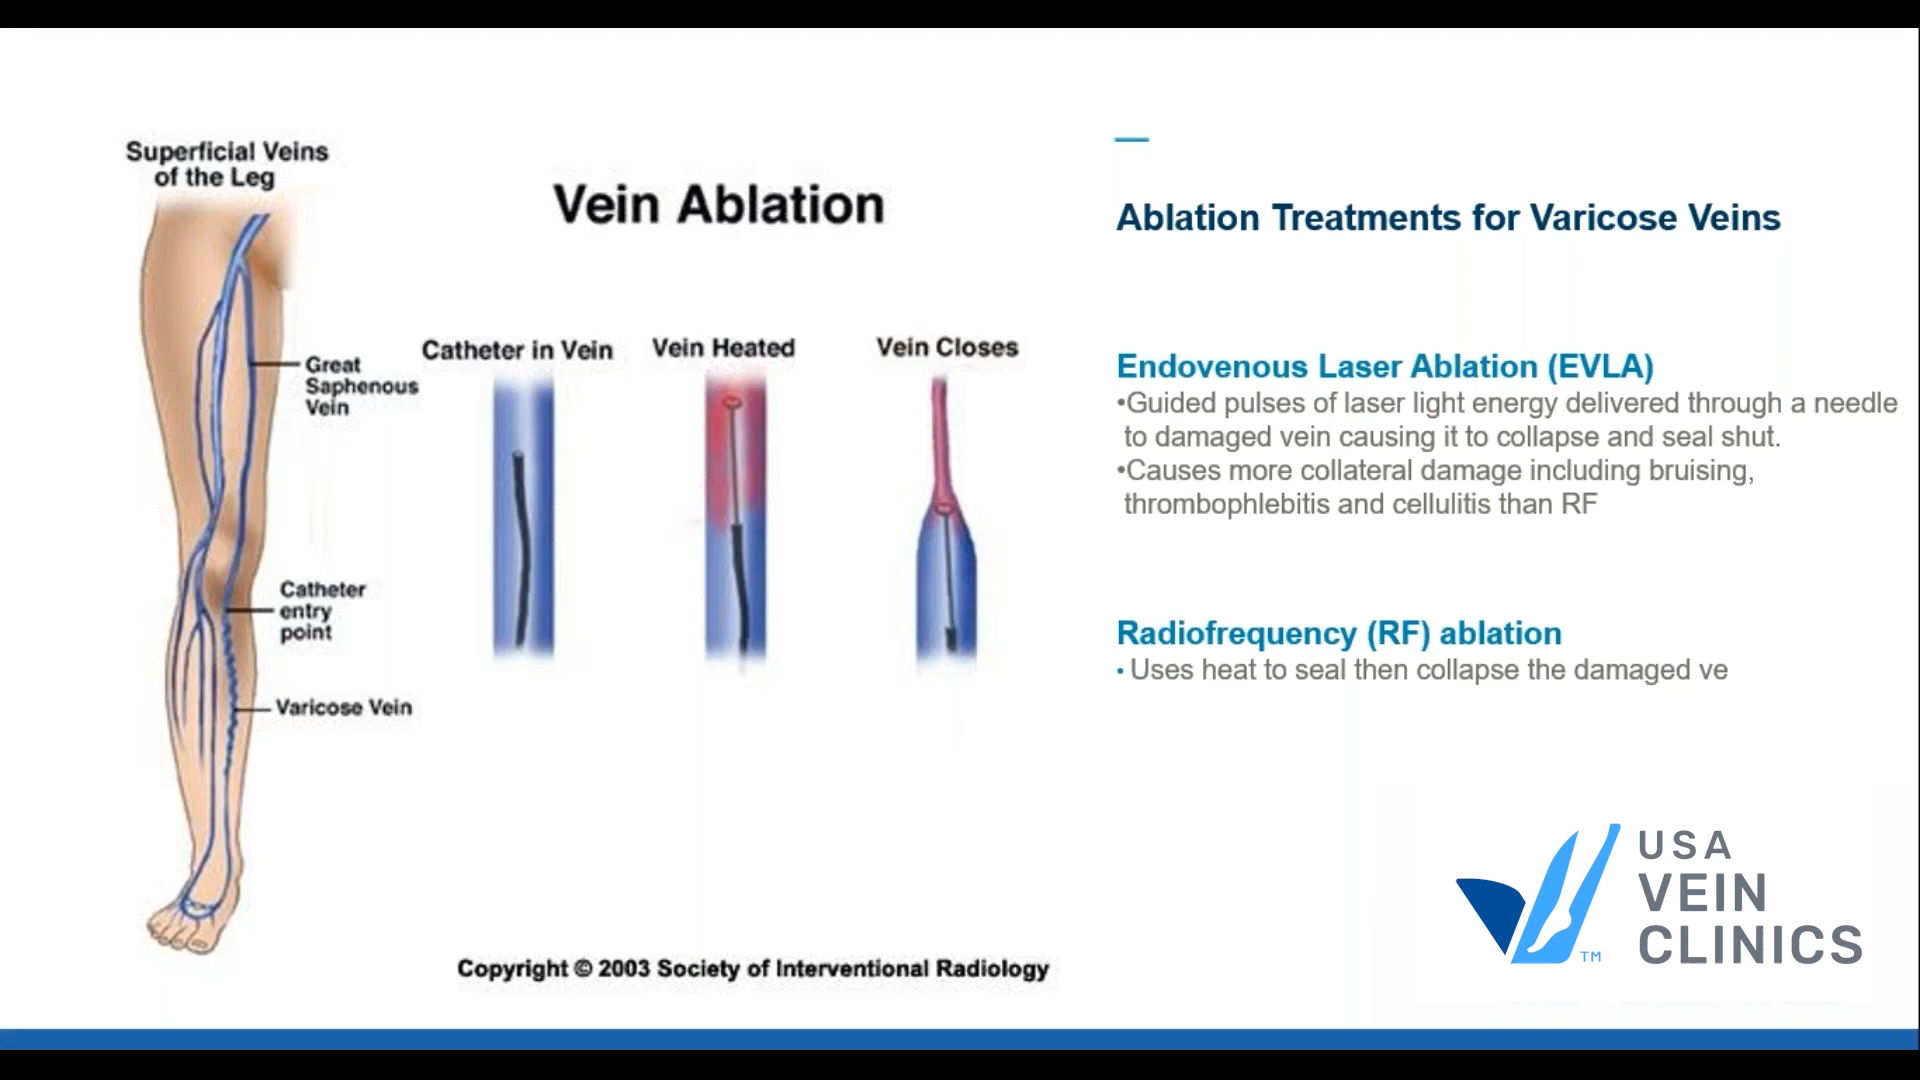 Superficial Veins
of the Leg
Vein Ablation
Great
Saphenous
Vein
Catheter
entry
point
Varicose Vein
Catheter in Vein
Vein Heated
Vein Closes
Copyright © 2003 Society of Interventional Radiology
Ablation Treatments for Varicose Veins
Endovenous Laser Ablation (EVLA)
•Guided pulses of laser light energy delivered through a needle
to damaged vein causing it to collapse and seal shut.
•Causes more collateral damage including bruising,
thrombophlebitis and cellulitis than RF
Radiofrequency (RF) ablation
• Uses heat to seal then collapse the damaged ve
USA
VEIN
CLINICS
TM